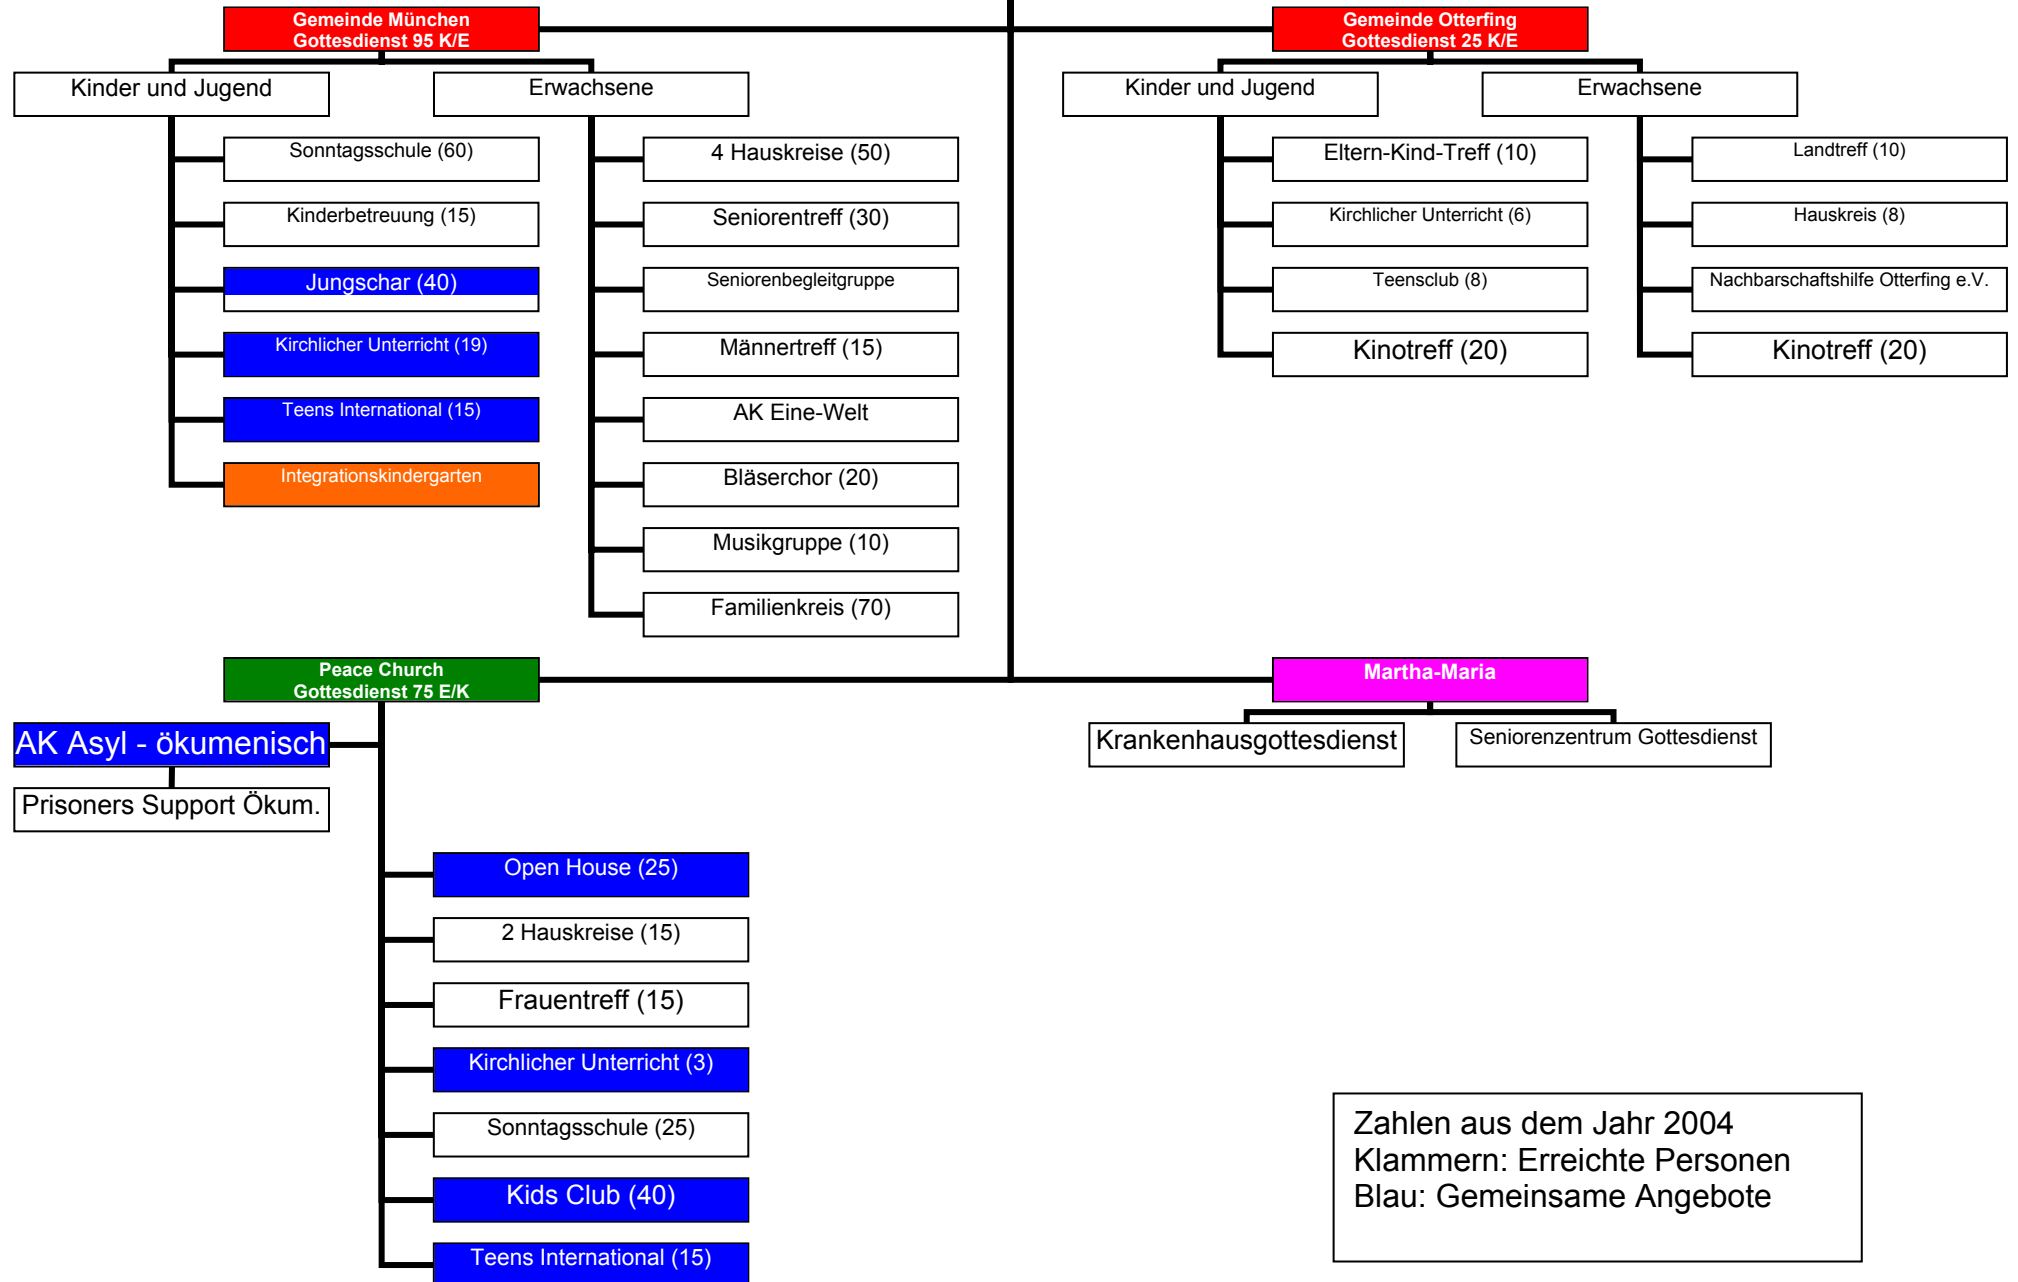 Gemeinde München
Gottesdienst 95 K/E
Kinder und Jugend
Erwachsene
Sonntagsschule (60)
Kinderbetreuung (15)
Jungschar (40)
Kirchlicher Unterricht (19)
Teens International (15)
Integrationskindergarten
4 Hauskreise (50)
Seniorentreff (30)
Seniorenbegleitgruppe
Männertreff (15)
AK Eine-Welt
Bläserchor (20)
Musikgruppe (10)
Familienkreis (70)
Gemeinde Otterfing
Gottesdienst 25 K/E
Kinder und Jugend
Erwachsene
Eltern-Kind-Treff (10)
Kirchlicher Unterricht (6)
Teensclub (8)
Kinotreff (20)
Landtreff (10)
Hauskreis (8)
Nachbarschaftshilfe Otterfing e.V.
Kinotreff (20)
Peace Church
Gottesdienst 75 E/K
AK Asyl - ökumenisch
Prisoners Support Ökum.
Open House (25)
2 Hauskreise (15)
Frauentreff (15)
Kirchlicher Unterricht (3)
Sonntagsschule (25)
Kids Club (40)
Teens International (15)
Martha-Maria
Krankenhausgottesdienst
Seniorenzentrum Gottesdienst
Zahlen aus dem Jahr 2004
Klammern: Erreichte Personen
Blau: Gemeinsame Angebote